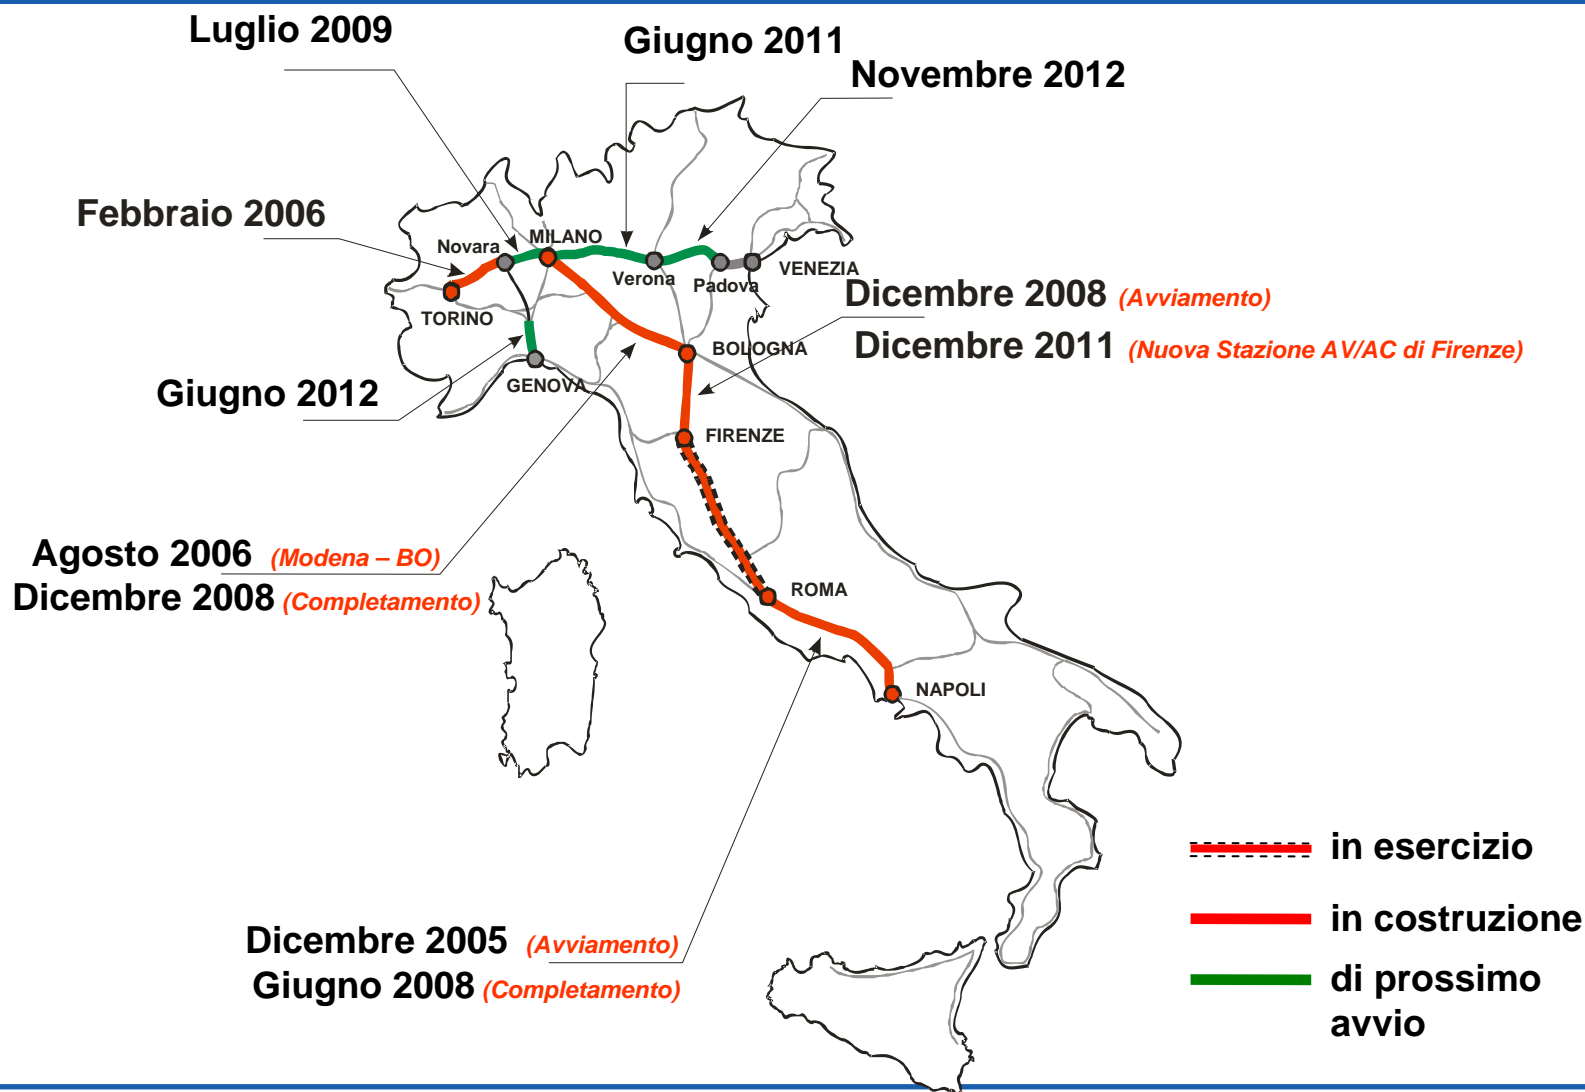 Luglio 2009
Giugno 2011
Novembre 2012
Febbraio 2006
Novara
MILANO
Verona
Padova
VENEZIA
TORINO
Dicembre 2008 (Avviamento)
Dicembre 2011 (Nuova Stazione AV/AC di Firenze)
BOLOGNA
GENOVA
Giugno 2012
FIRENZE
Agosto 2006 (Modena – BO)
Dicembre 2008 (Completamento)
ROMA
NAPOLI
in esercizio
in costruzione
di prossimo
avvio
Dicembre 2005 (Avviamento)
Giugno 2008 (Completamento)